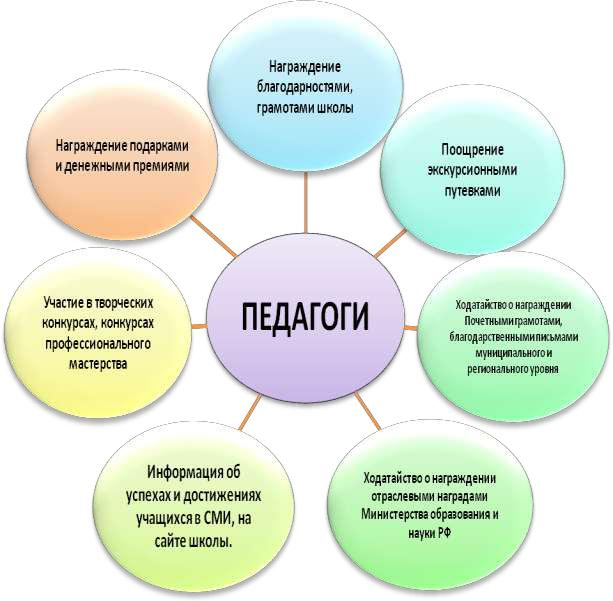 Награждение
благодарностями,
грамотами школы
Поощрение
экскурсионными
путевками
Ходатайство о награждении
Почетными грамотами,
благодарственными письмами
муниципального и
регионального уровня
Ходатайство о награждении
отраслевыми наградами
Министерства образования и
науки РФ
Информация об
успехах и достижениях
учащихся в СМИ, на
сайте школы.
Участие в творческих
конкурсах, конкурсах
профессионального
мастерства
Награждение подарками
и денежными премиями
ПЕДАГОГИ